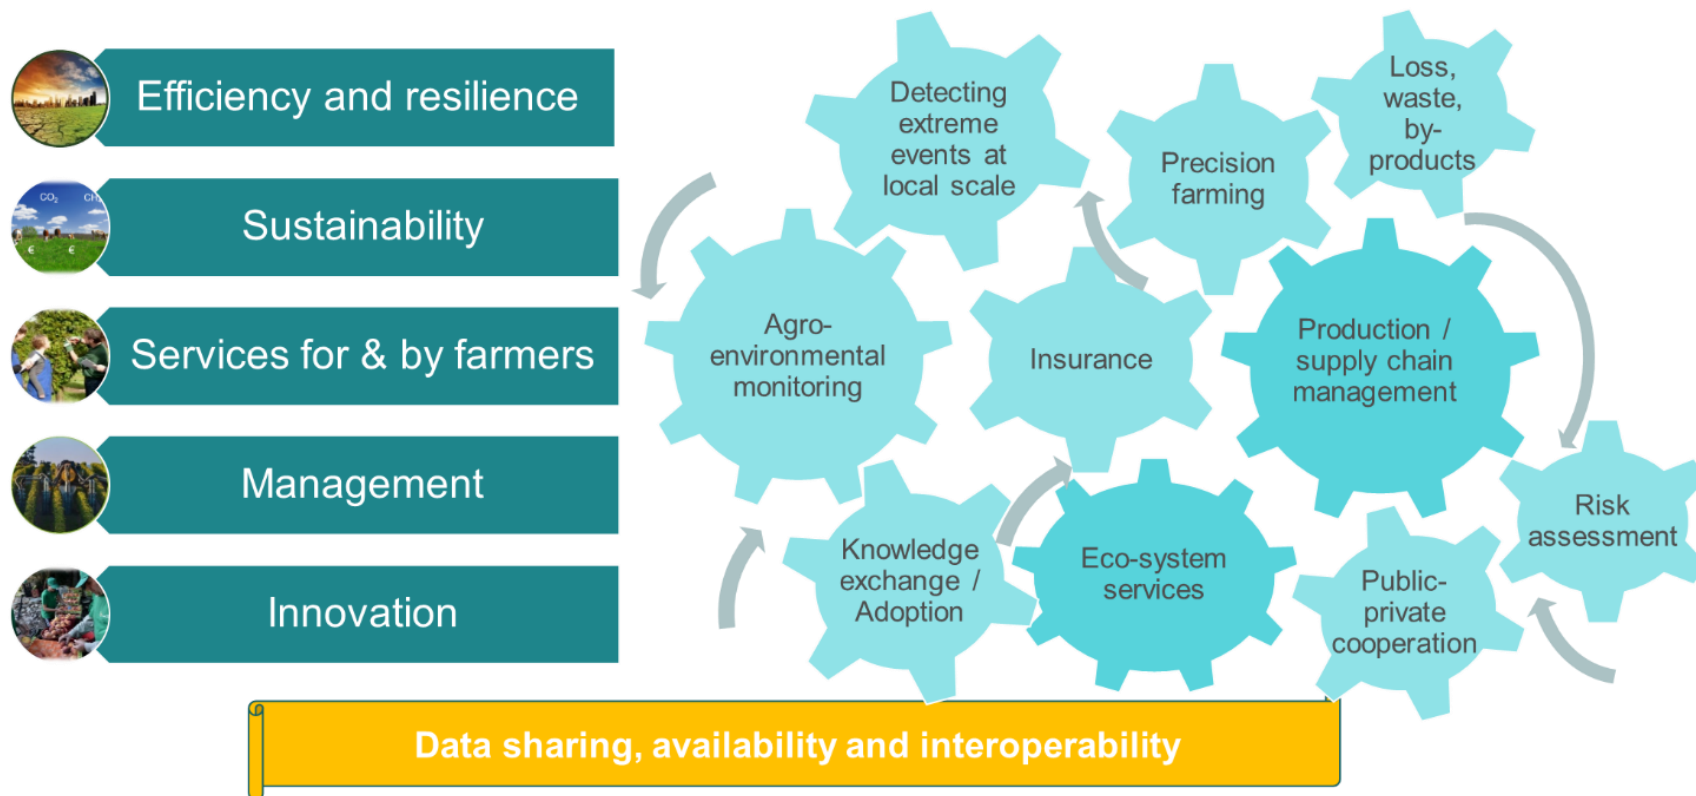 Efficiency and resilience
CO₂
CH
€
€
Sustainability
Services for & by farmers
Management
Innovation
Detecting
extreme
events at
local scale
Precision
farming
Loss,
waste,
by-
products
Agro-
environmental
monitoring
Insurance
Production /
supply chain
management
Knowledge
exchange /
Adoption
Eco-system
services
Public-
private
cooperation
Risk
assessment
Data sharing, availability and interoperability